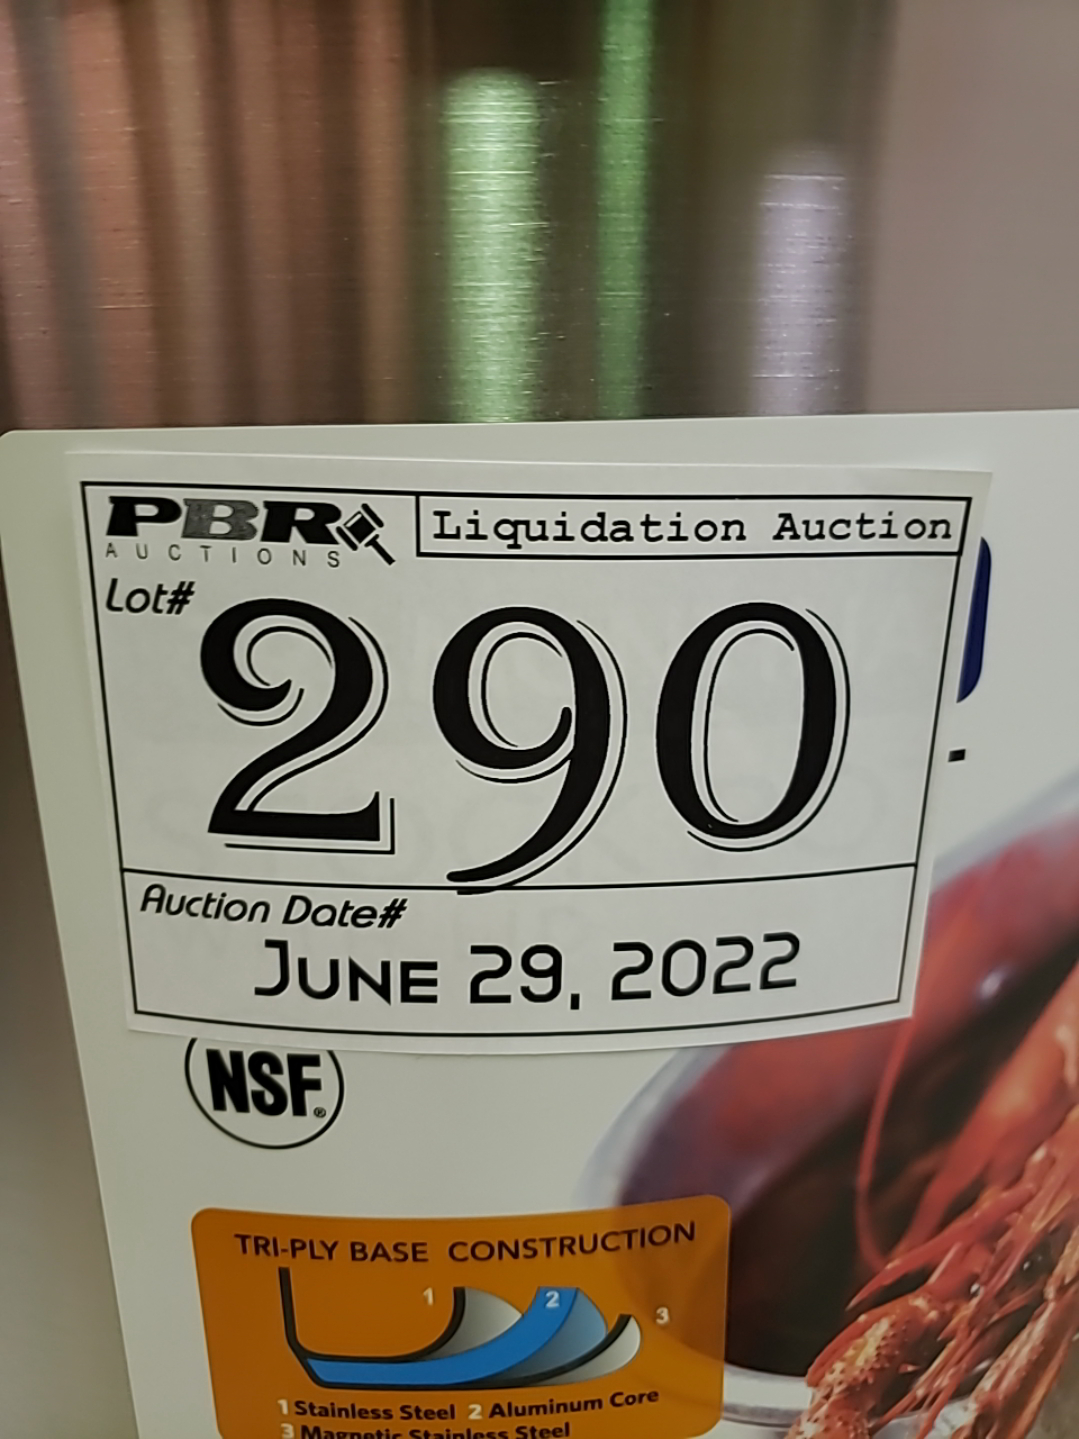 PBR
AUCTIONS
Liquidation Auction
Lot#
290
Auction Date#
JUNE 29, 2022
NSF®
TRI-PLY BASE CONSTRUCTION
1 2 3
1 Stainless Steel 2 Aluminum Core
3 Magnetic Stainless Steel